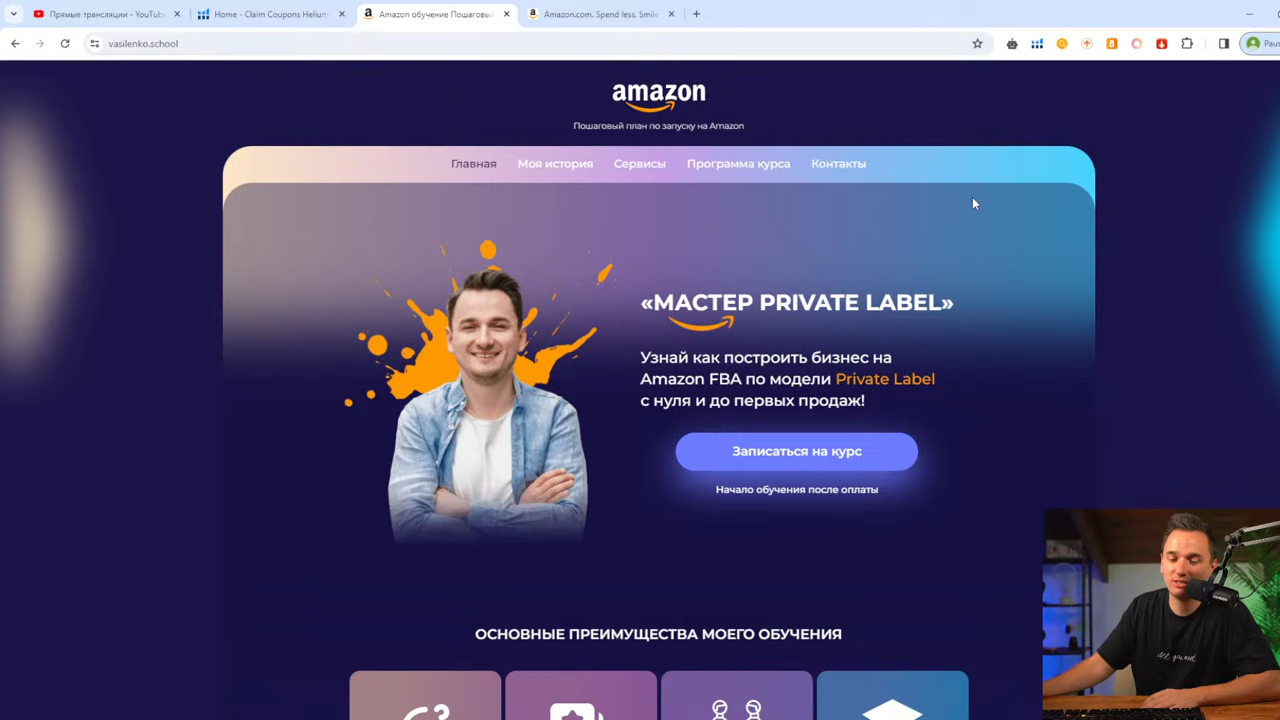 Прямые трансляции - YouTube
Home - Claim Coupons Helium
Amazon обучение Пошаговый
Amazon.com. Spend less. Smile
vasilenko.school
Paus
amazon
Пошаговый план по запуску на Amazon
Главная
Моя история
Сервисы
Программа курса
Контакты
«МАСТЕР PRIVATE LABEL»
Узнай как построить бизнес на
Amazon FBA по модели Private Label
с нуля и до первых продаж!
Записаться на курс
Начало обучения после оплаты
ОСНОВНЫЕ ПРЕИМУЩЕСТВА МОЕГО ОБУЧЕНИЯ